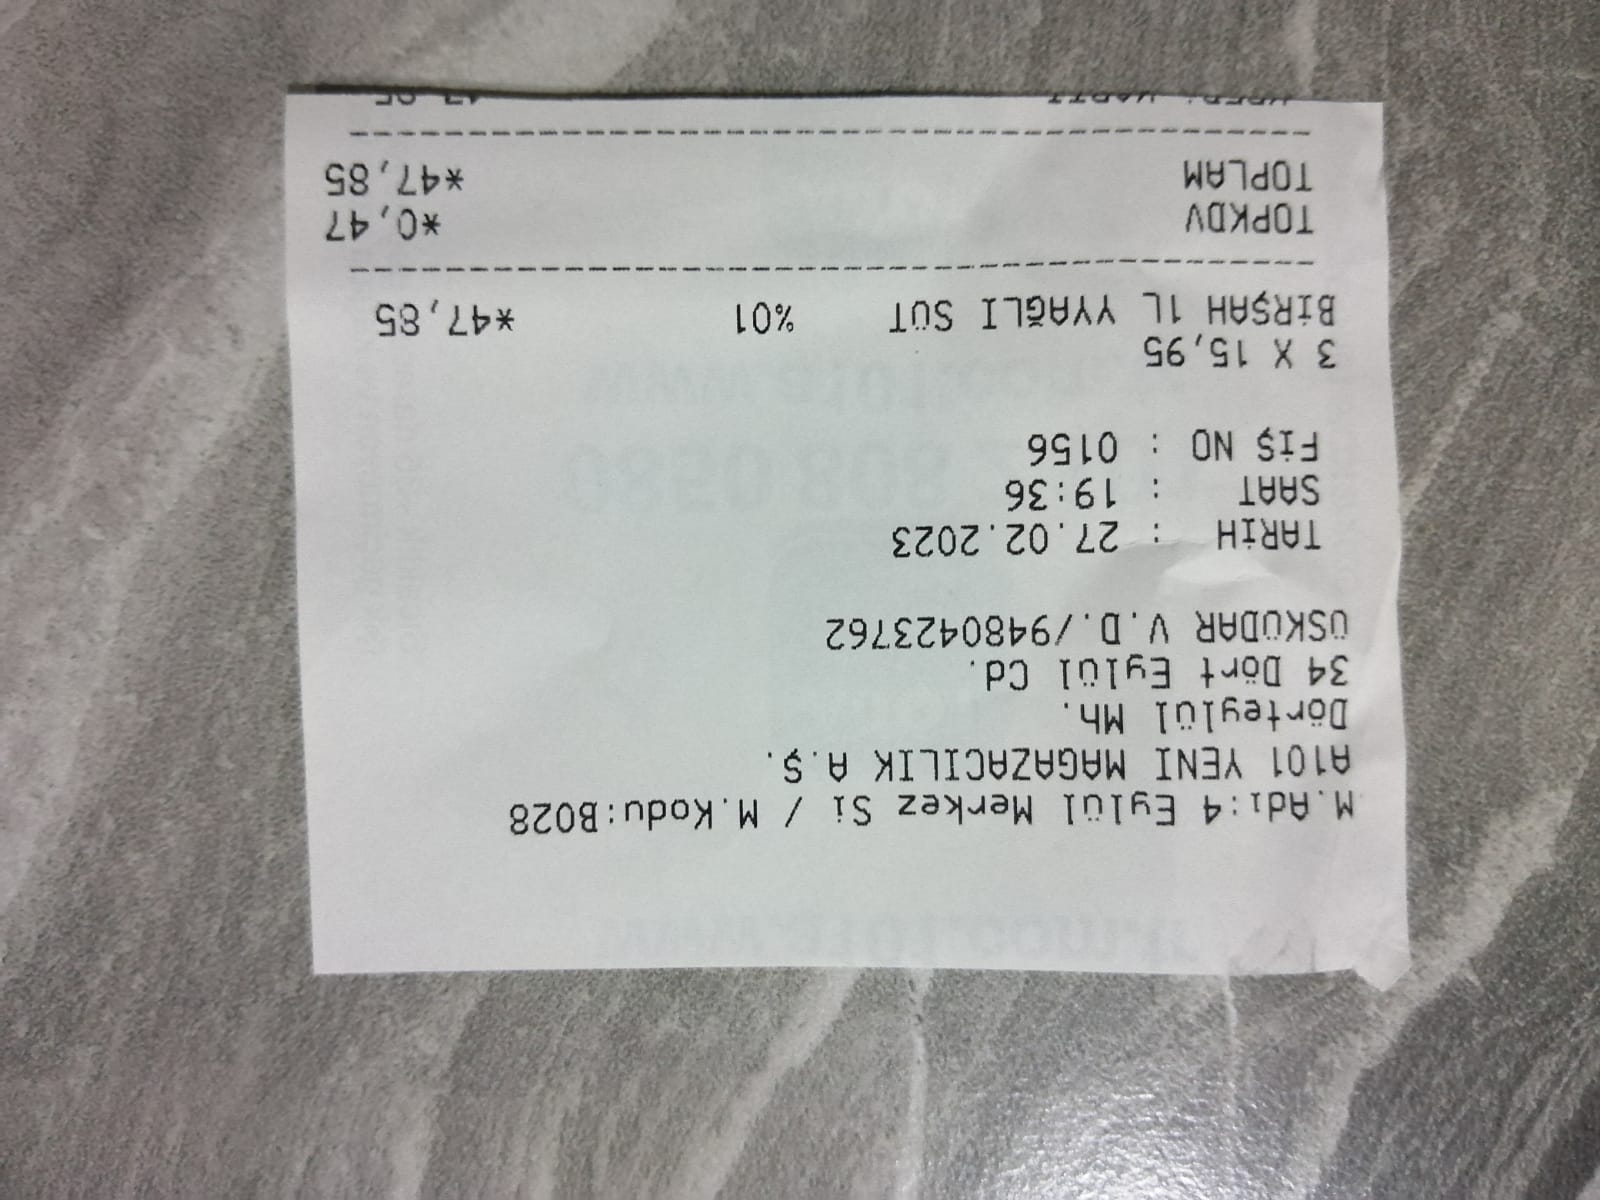 M.Adı:4 Eylül Merkez Si / M.Kodu:B028
A101 YENI MAGAZACILIK A.Ş.
Dörteylül Mh.
34 Dört Eylül Cd.
ÜSKÜDAR V.D./9480423762
TARİH : 27.02.2023
SAAT : 19:36
FİŞ NO : 0156
3 X 15,95
BİRŞAH 1L YYAĞLI SÜT %01 *47,85
TOPKDV *0,47
TOPLAM *47,85